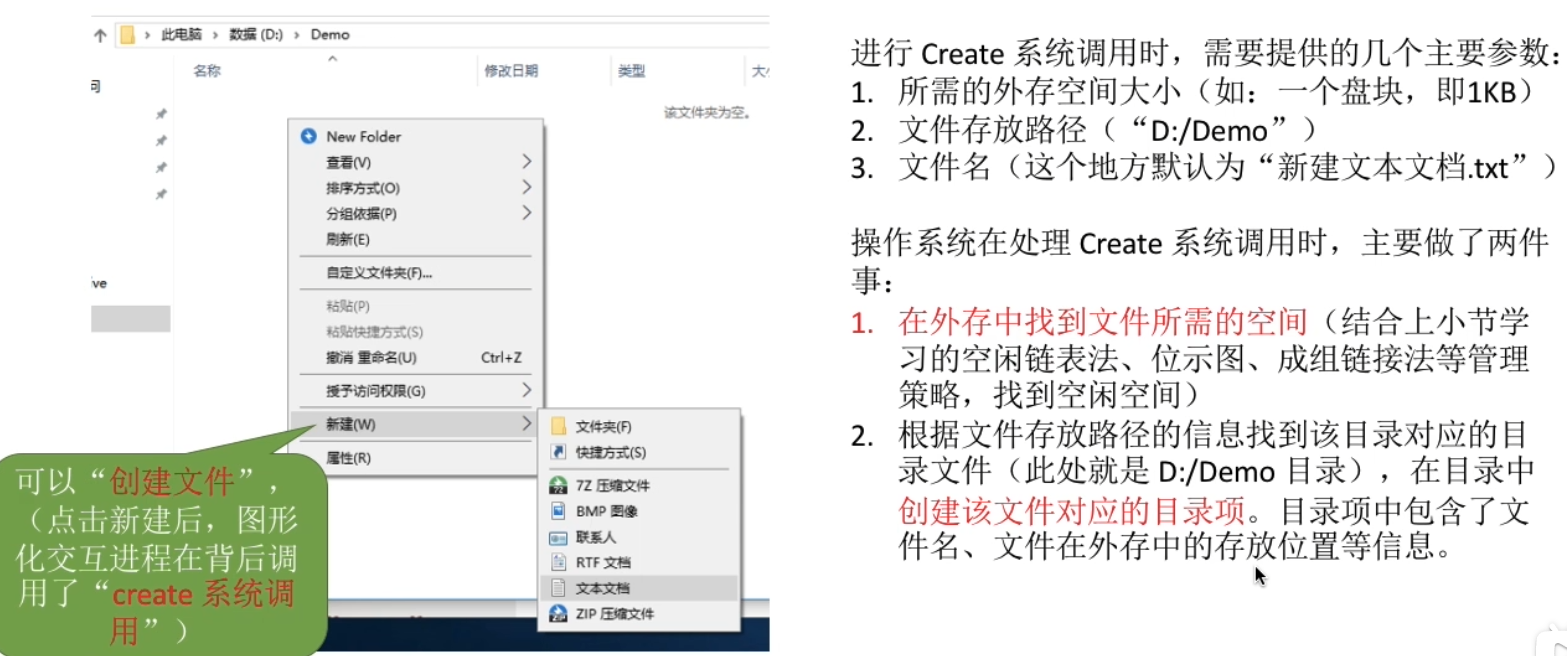 此电脑 › 数据 (D:) › Demo
名称 修改日期 类型
该文件夹为空。
New Folder
查看(V)
排序方式(O)
分组依据(P)
刷新(E)
自定义文件夹(F)...
粘贴(P)
粘贴快捷方式(S)
撤消 重命名(U) Ctrl+Z
授予访问权限(G)
新建(W)
属性(R)
文件夹(F)
快捷方式(S)
7Z 压缩文件
BMP 图像
联系人
RTF 文档
文本文档
ZIP 压缩文件
ve
可以“创建文件”,
(点击新建后,图形
化交互进程在背后调
用了“create 系统调
用”)
进行 Create 系统调用时,需要提供的几个主要参数:
1. 所需的外存空间大小(如:一个盘块,即1KB)
2. 文件存放路径(“D:/Demo”)
3. 文件名(这个地方默认为“新建文本文档.txt”)
操作系统在处理 Create 系统调用时,主要做了两件
事:
1. 在外存中找到文件所需的空间(结合上小节学
习的空闲链表法、位示图、成组链接法等管理
策略,找到空闲空间)
2. 根据文件存放路径的信息找到该目录对应的目
录文件(此处就是 D:/Demo 目录),在目录中
创建该文件对应的目录项。目录项中包含了文
件名、文件在外存中的存放位置等信息。